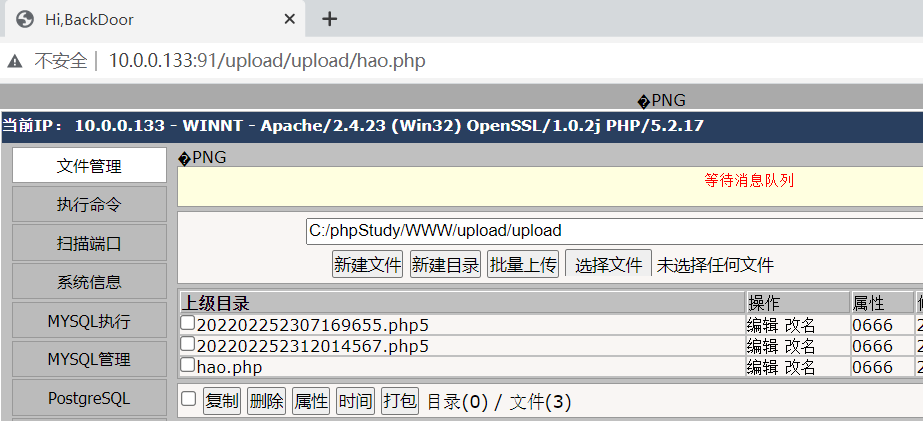 Hi,BackDoor
不安全 | 10.0.0.133:91/upload/upload/hao.php
�PNG
当前IP: 10.0.0.133 - WINNT - Apache/2.4.23 (Win32) OpenSSL/1.0.2j PHP/5.2.17
文件管理
执行命令
扫描端口
系统信息
MYSQL执行
MYSQL管理
PostgreSQL
�PNG
等待消息队列
C:/phpStudy/WWW/upload/upload
新建文件 新建目录 批量上传 选择文件 未选择任何文件
上级目录 操作 属性
202202252307169655.php5 编辑 改名 0666 2
202202252312014567.php5 编辑 改名 0666 2
hao.php 编辑 改名 0666 2
复制 删除 属性 时间 打包 目录(0) / 文件(3)